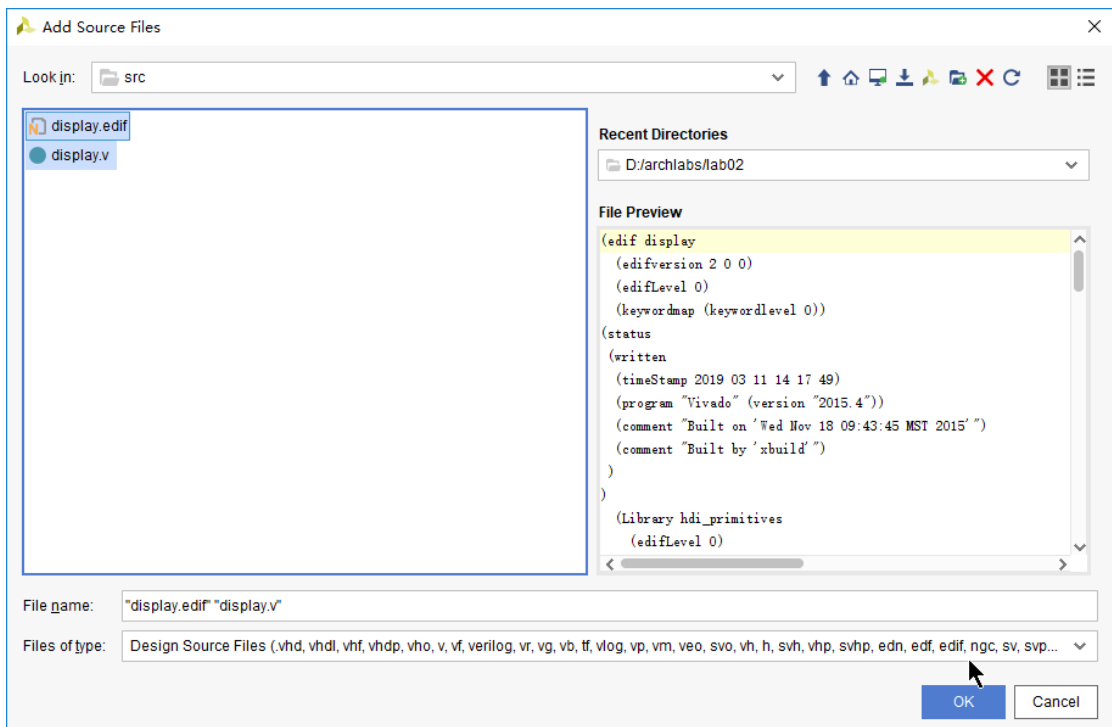 Add Source Files
Look in: src
display.edif
display.v
Recent Directories
D:/archlabs/lab02
File Preview
(edif display
(edifversion 2 0 0)
(edifLevel 0)
(keywordmap (keywordlevel 0))
(status
(written
(timeStamp 2019 03 11 14 17 49)
(program "Vivado" (version "2015.4"))
(comment "Built on 'Wed Nov 18 09:43:45 MST 2015'")
(comment "Built by 'xbuild'")
)
)
(Library hdi_primitives
(edifLevel 0)
File name: "display.edif" "display.v"
Files of type: Design Source Files (.vhd, vhdl, vhf, vhdp, vho, v, vf, verilog, vr, vg, vb, tf, vlog, vp, vm, veo, svo, vh, h, svh, vhp, svhp, edn, edf, edif, ngc, sv, svp...
OK Cancel